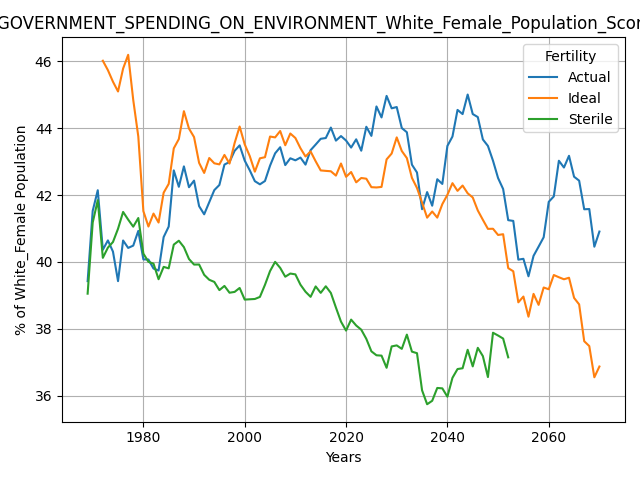 GOVERNMENT_SPENDING_ON_ENVIRONMENT_White_Female_Population_Scor
Fertility
Actual
Ideal
Sterile
% of White_Female Population
46
44
42
40
38
36
1980
2000
2020
2040
2060
Years